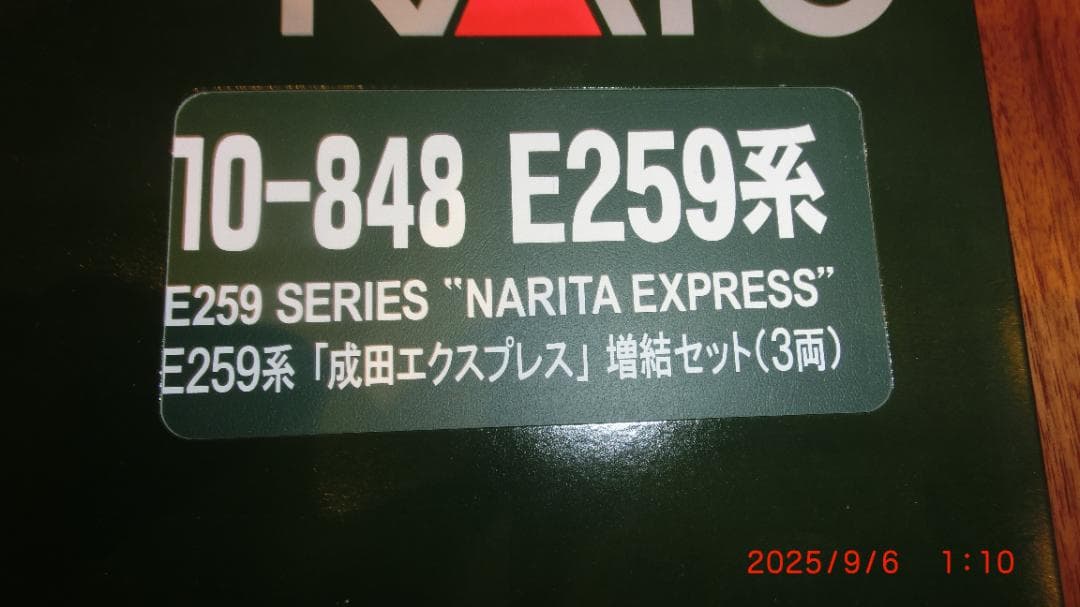 KATO
10-848 E259系
E259 SERIES “NARITA EXPRESS”
E259系「成田エクスプレス」増結セット(3両)
2025/9/6 1:10